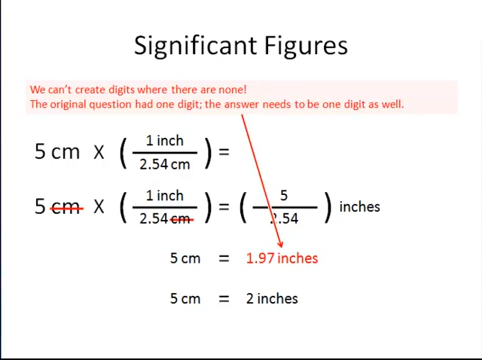 Significant Figures
We can't create digits where there are none!
The original question had one digit; the answer needs to be one digit as well.
5 cm X ( 1 inch / 2.54 cm ) =
5 cm X ( 1 inch / 2.54 cm ) = ( 5 / 2.54 ) inches
5 cm = 1.97 inches
5 cm = 2 inches